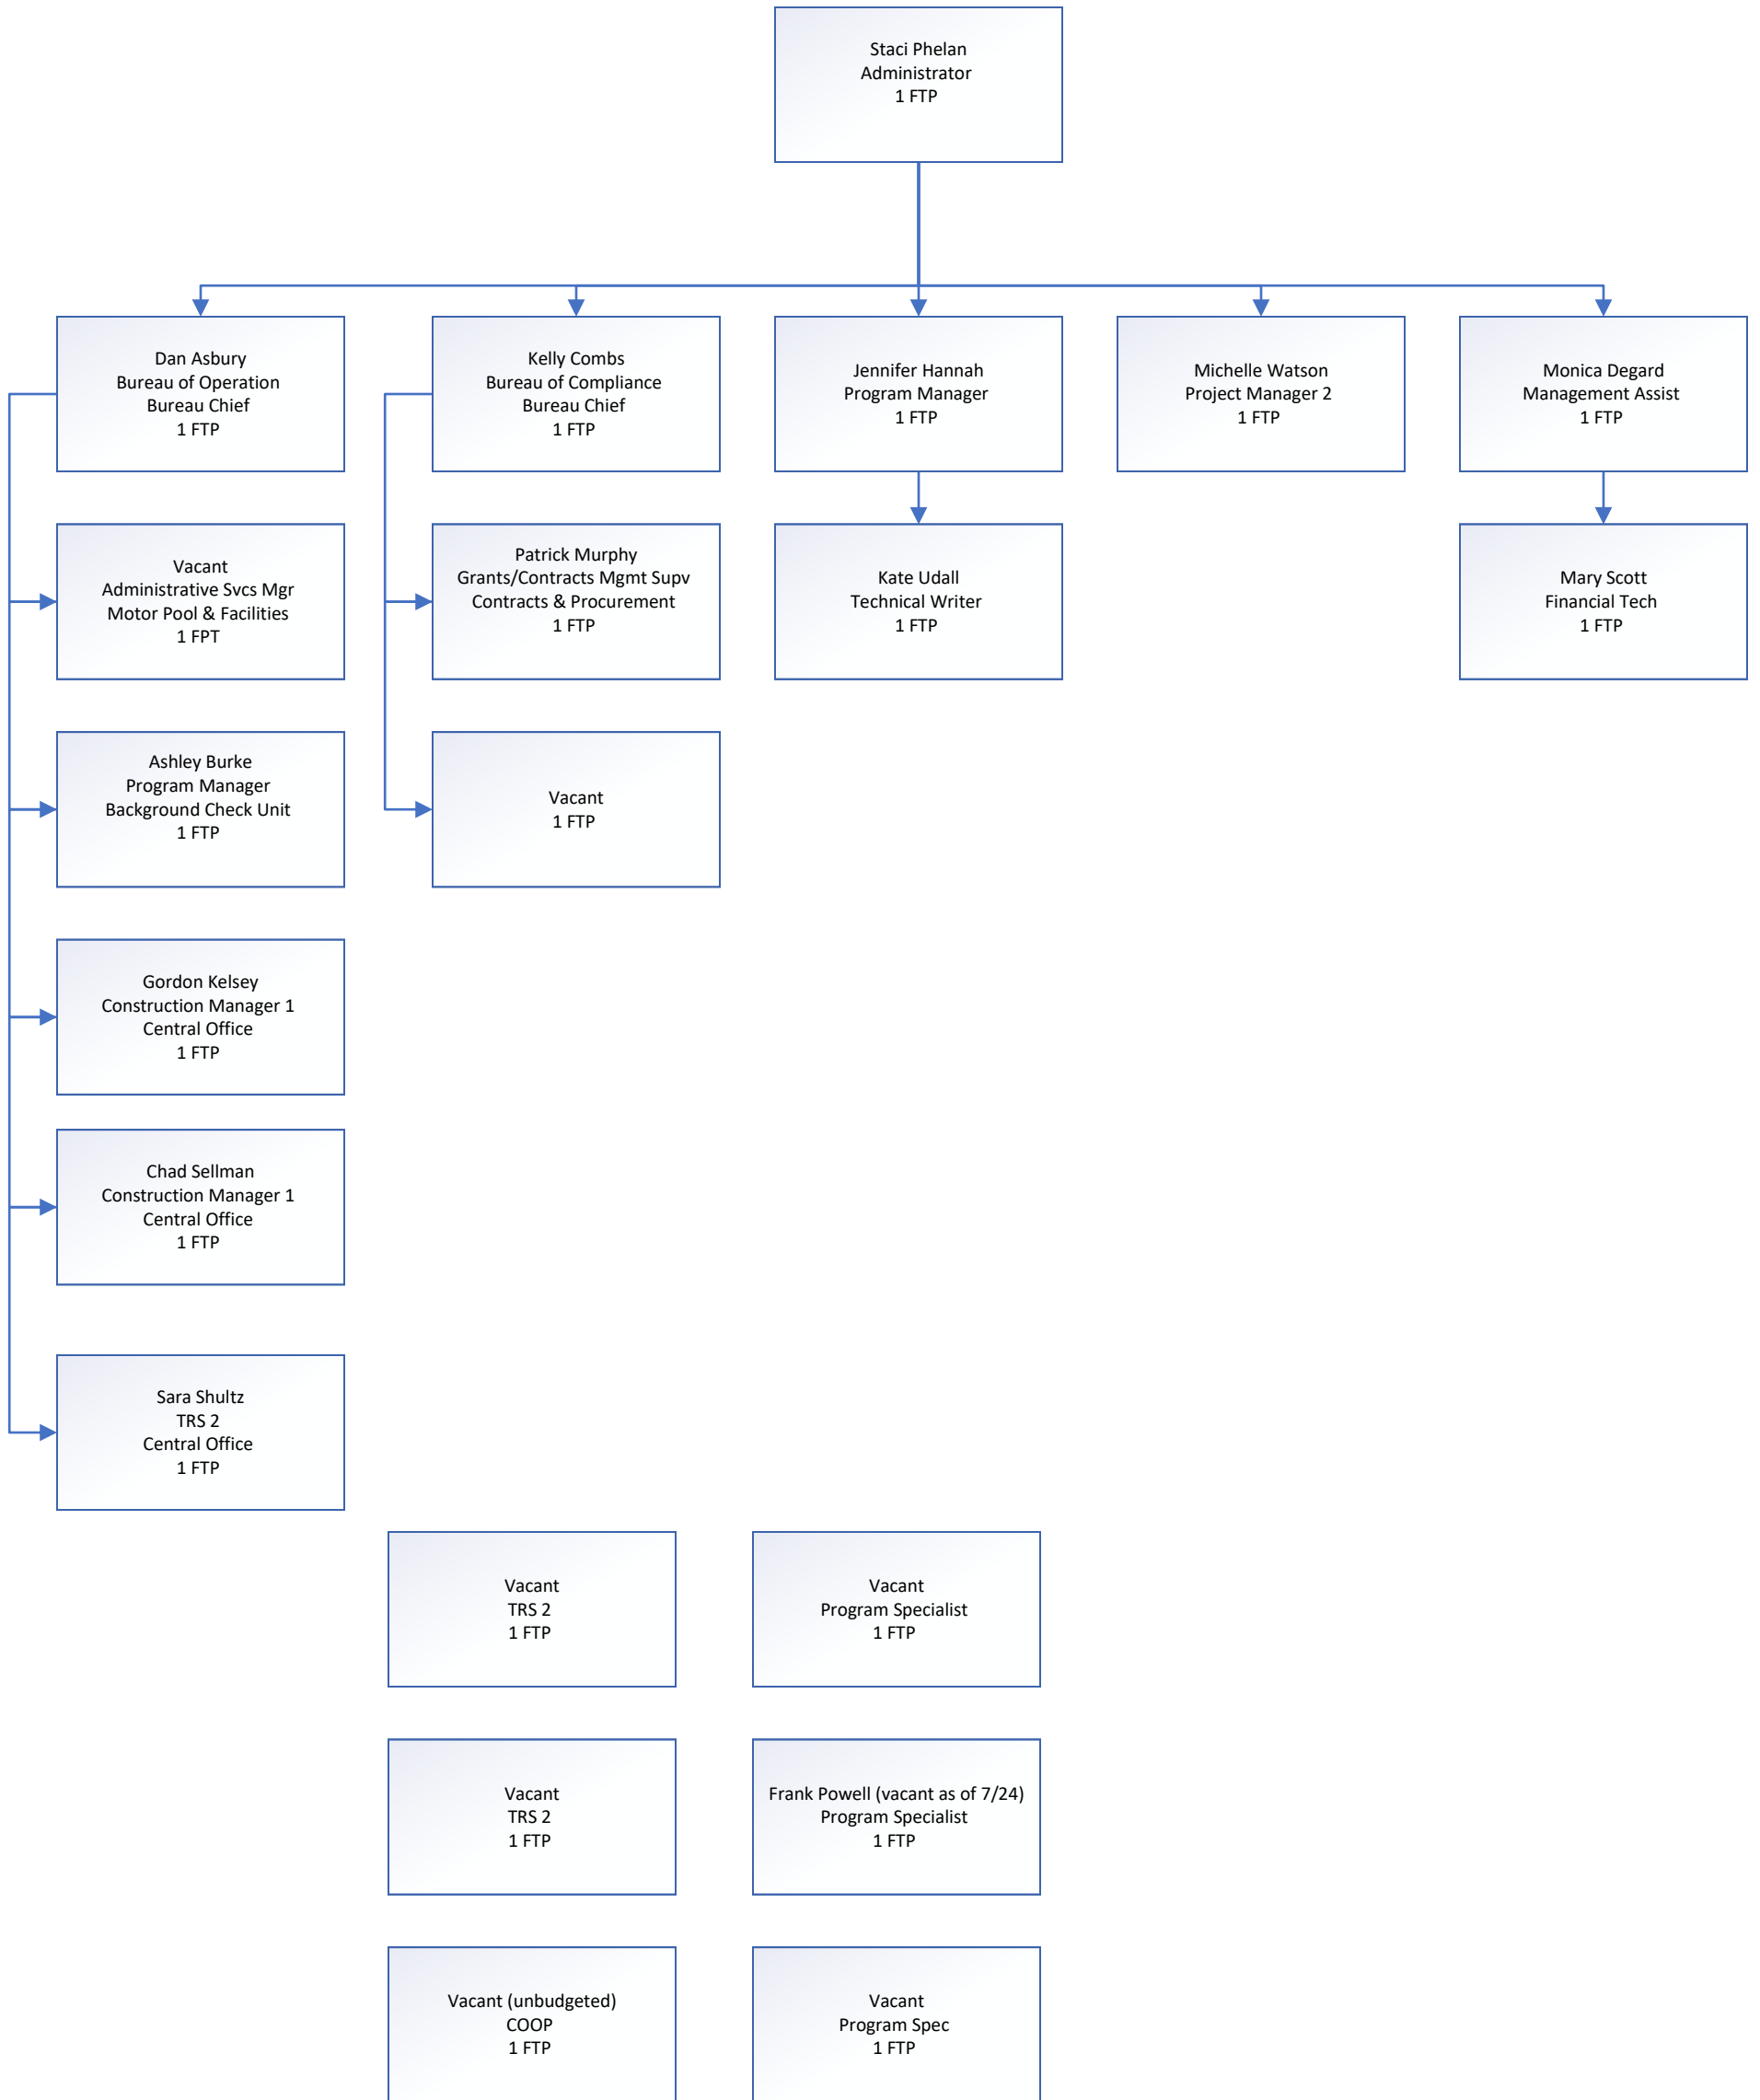 Staci Phelan
Administrator
1 FTP
Dan Asbury
Bureau of Operation
Bureau Chief
1 FTP
Kelly Combs
Bureau of Compliance
Bureau Chief
1 FTP
Jennifer Hannah
Program Manager
1 FTP
Michelle Watson
Project Manager 2
1 FTP
Monica Degard
Management Assist
1 FTP
Vacant
Administrative Svcs Mgr
Motor Pool & Facilities
1 FPT
Patrick Murphy
Grants/Contracts Mgmt Supv
Contracts & Procurement
1 FTP
Kate Udall
Technical Writer
1 FTP
Mary Scott
Financial Tech
1 FTP
Ashley Burke
Program Manager
Background Check Unit
1 FTP
Vacant
1 FTP
Gordon Kelsey
Construction Manager 1
Central Office
1 FTP
Chad Sellman
Construction Manager 1
Central Office
1 FTP
Sara Shultz
TRS 2
Central Office
1 FTP
Vacant
TRS 2
1 FTP
Vacant
Program Specialist
1 FTP
Vacant
TRS 2
1 FTP
Frank Powell (vacant as of 7/24)
Program Specialist
1 FTP
Vacant (unbudgeted)
COOP
1 FTP
Vacant
Program Spec
1 FTP